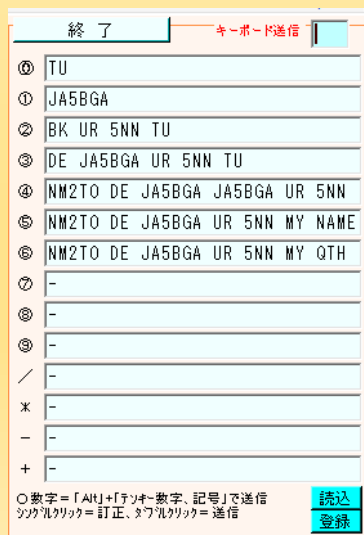 終 了 キーボード送信
⓪ TU
① JA5BGA
② BK UR 5NN TU
③ DE JA5BGA UR 5NN TU
④ NM2TO DE JA5BGA JA5BGA UR 5NN
⑤ NM2TO DE JA5BGA UR 5NN MY NAME
⑥ NM2TO DE JA5BGA UR 5NN MY QTH
⑦ -
⑧ -
⑨ -
／ -
＊ -
－ -
＋ -
○数字＝「Alt」+「ﾃﾝｷｰ数字、記号」で送信
ｼﾝｸﾞﾙｸﾘｯｸ＝訂正、ﾀﾞﾌﾞﾙｸﾘｯｸ＝送信
読込
登録